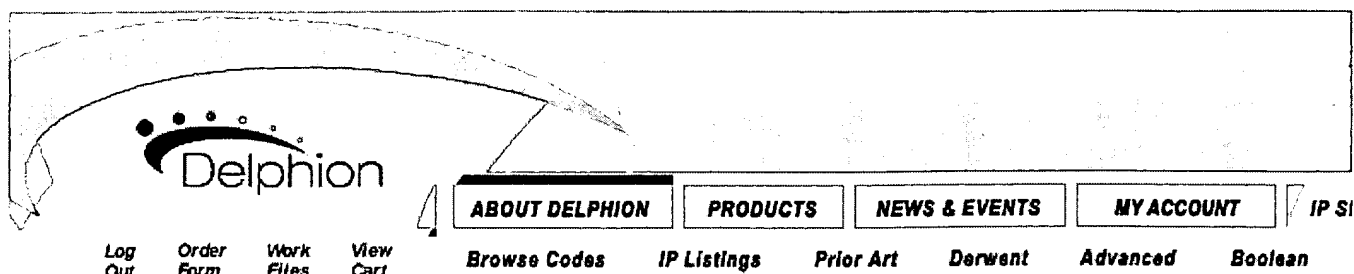 Delphion
ABOUT DELPHION PRODUCTS NEWS & EVENTS MY ACCOUNT
Log Out Order Form Work Files View Cart Browse Codes IP Listings Prior Art Derwent Advanced Boolean